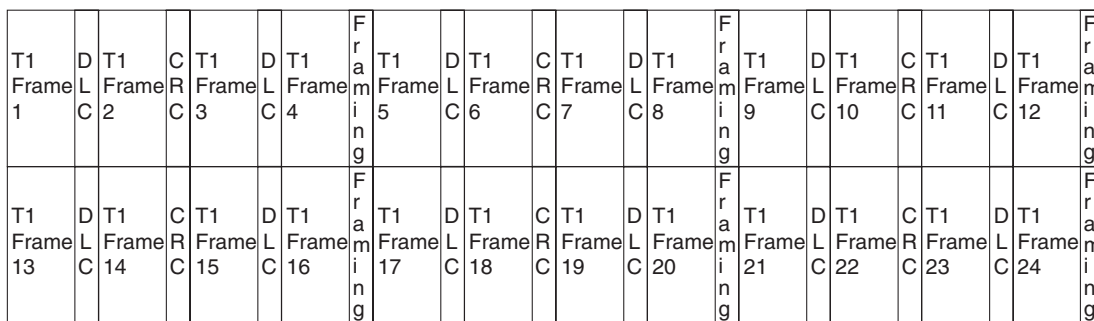 T1 Frame 1 DLC T1 Frame 2 CRC T1 Frame 3 DLC T1 Frame 4 Framing T1 Frame 5 DLC T1 Frame 6 CRC T1 Frame 7 DLC T1 Frame 8 Framing T1 Frame 9 DLC T1 Frame 10 CRC T1 Frame 11 DLC T1 Frame 12 Framing
T1 Frame 13 DLC T1 Frame 14 CRC T1 Frame 15 DLC T1 Frame 16 Framing T1 Frame 17 DLC T1 Frame 18 CRC T1 Frame 19 DLC T1 Frame 20 Framing T1 Frame 21 DLC T1 Frame 22 CRC T1 Frame 23 DLC T1 Frame 24 Framing